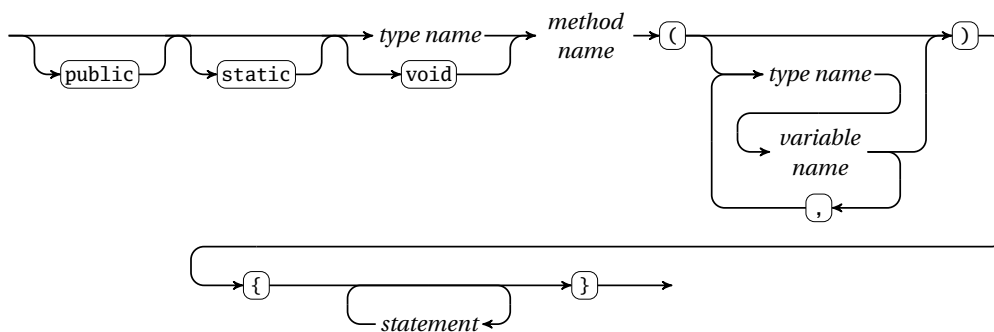 type name method name ( )
public static void
type name
variable name
,
{ }
statement